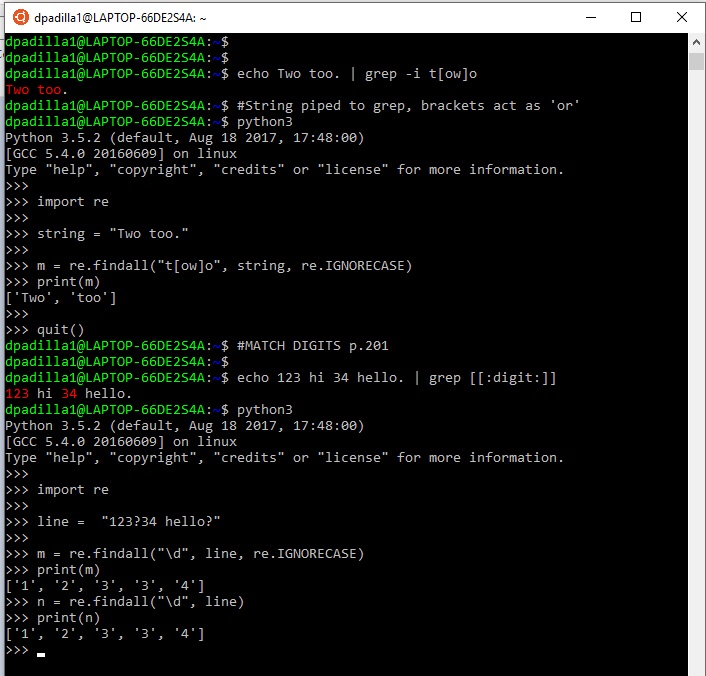 dpadilla1@LAPTOP-66DE2S4A: ~
dpadilla1@LAPTOP-66DE2S4A:~$
dpadilla1@LAPTOP-66DE2S4A:~$
dpadilla1@LAPTOP-66DE2S4A:~$ echo Two too. | grep -i t[ow]o
Two too.
dpadilla1@LAPTOP-66DE2S4A:~$ #String piped to grep, brackets act as 'or'
dpadilla1@LAPTOP-66DE2S4A:~$ python3
Python 3.5.2 (default, Aug 18 2017, 17:48:00)
[GCC 5.4.0 20160609] on linux
Type "help", "copyright", "credits" or "license" for more information.
>>>
>>> import re
>>>
>>> string = "Two too."
>>>
>>> m = re.findall("t[ow]o", string, re.IGNORECASE)
>>> print(m)
['Two', 'too']
>>>
>>> quit()
dpadilla1@LAPTOP-66DE2S4A:~$ #MATCH DIGITS p.201
dpadilla1@LAPTOP-66DE2S4A:~$
dpadilla1@LAPTOP-66DE2S4A:~$ echo 123 hi 34 hello. | grep [[:digit:]]
123 hi 34 hello.
dpadilla1@LAPTOP-66DE2S4A:~$ python3
Python 3.5.2 (default, Aug 18 2017, 17:48:00)
[GCC 5.4.0 20160609] on linux
Type "help", "copyright", "credits" or "license" for more information.
>>>
>>> import re
>>>
>>> line =  "123?34 hello?"
>>>
>>> m = re.findall("\d", line, re.IGNORECASE)
>>> print(m)
['1', '2', '3', '3', '4']
>>> n = re.findall("\d", line)
>>> print(n)
['1', '2', '3', '3', '4']
>>>